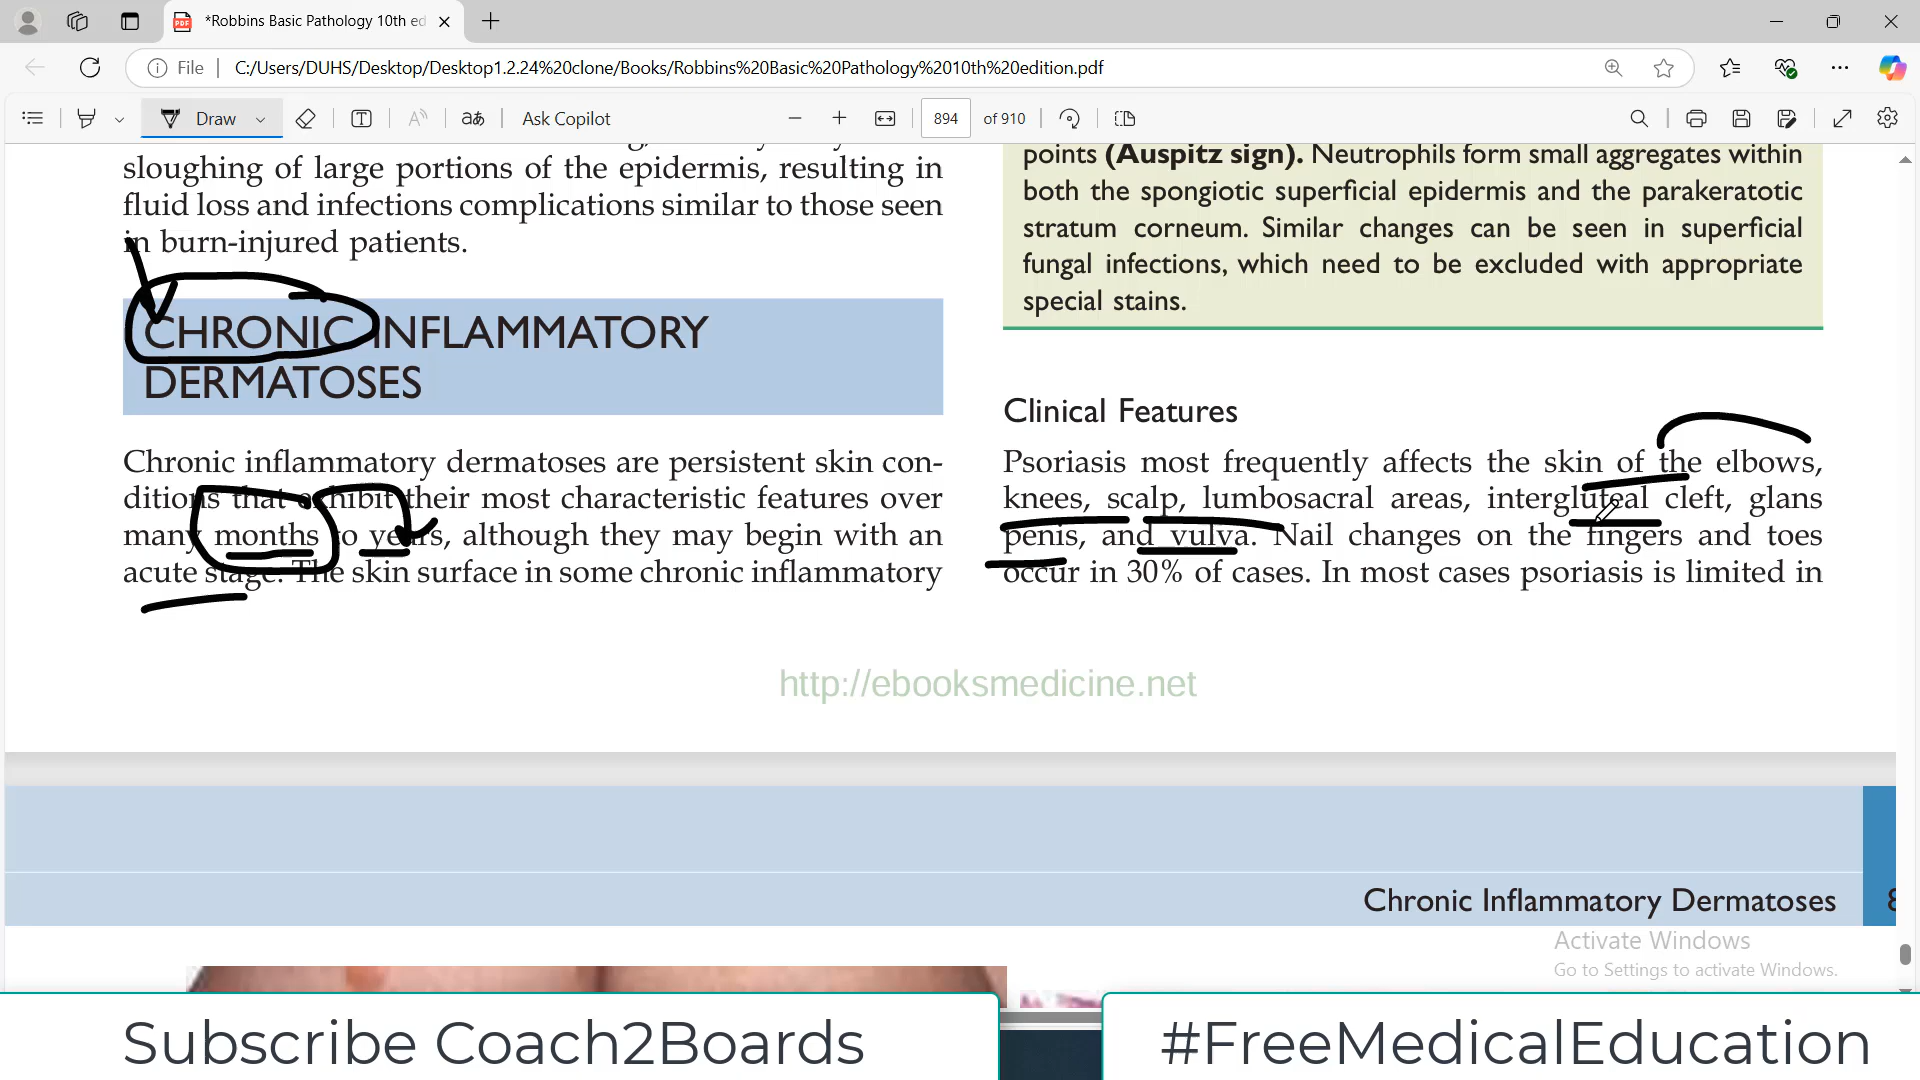 *Robbins Basic Pathology 10th ed
File
C:/Users/DUHS/Desktop/Desktop1.2.24%20clone/Books/Robbins%20Basic%20Pathology%2010th%20edition.pdf
Draw
Ask Copilot
894 of 910
sloughing of large portions of the epidermis, resulting in
fluid loss and infections complications similar to those seen
in burn-injured patients.
CHRONIC INFLAMMATORY
DERMATOSES
Chronic inflammatory dermatoses are persistent skin con-
ditions that exhibit their most characteristic features over
many months to years, although they may begin with an
acute stage. The skin surface in some chronic inflammatory
points (Auspitz sign). Neutrophils form small aggregates within
both the spongiotic superficial epidermis and the parakeratotic
stratum corneum. Similar changes can be seen in superficial
fungal infections, which need to be excluded with appropriate
special stains.
Clinical Features
Psoriasis most frequently affects the skin of the elbows,
knees, scalp, lumbosacral areas, intergluteal cleft, glans
penis, and vulva. Nail changes on the fingers and toes
occur in 30% of cases. In most cases psoriasis is limited in
http://ebooksmedicine.net
Chronic Inflammatory Dermatoses
Activate Windows
Go to Settings to activate Windows.
Subscribe Coach2Boards
#FreeMedicalEducation